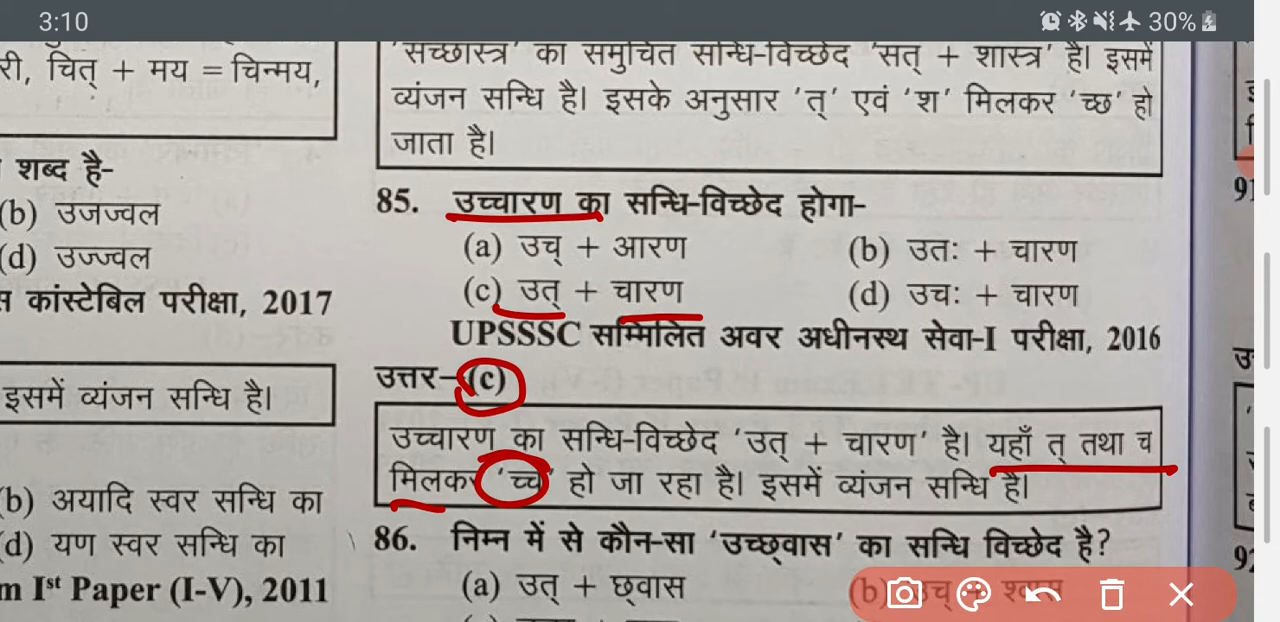 3:10
30%
री, चित् + मय = चिन्मय,
शब्द है-
(b) उजज्वल
(d) उज्ज्वल
कांस्टेबिल परीक्षा, 2017
इसमें व्यंजन सन्धि है।
(b) अयादि स्वर सन्धि का
(d) यण स्वर सन्धि का
m Ist Paper (I-V), 2011
'सच्छास्त्र' का समुचित सन्धि-विच्छेद 'सत् + शास्त्र' है। इसमें
व्यंजन सन्धि है। इसके अनुसार 'त्' एवं 'श' मिलकर 'च्छ' हो
जाता है।
85. उच्चारण का सन्धि-विच्छेद होगा-
(a) उच् + आरण (b) उतः + चारण
(c) उत् + चारण (d) उचः + चारण
UPSSSC सम्मिलित अवर अधीनस्थ सेवा-I परीक्षा, 2016
उत्तर-(c)
उच्चारण का सन्धि-विच्छेद 'उत् + चारण' है। यहाँ त् तथा च
मिलकर 'च्च' हो जा रहा है। इसमें व्यंजन सन्धि है।
86. निम्न में से कौन-सा 'उच्छ्वास' का सन्धि विच्छेद है?
(a) उत् + छ्वास (b) उच् + श्वास